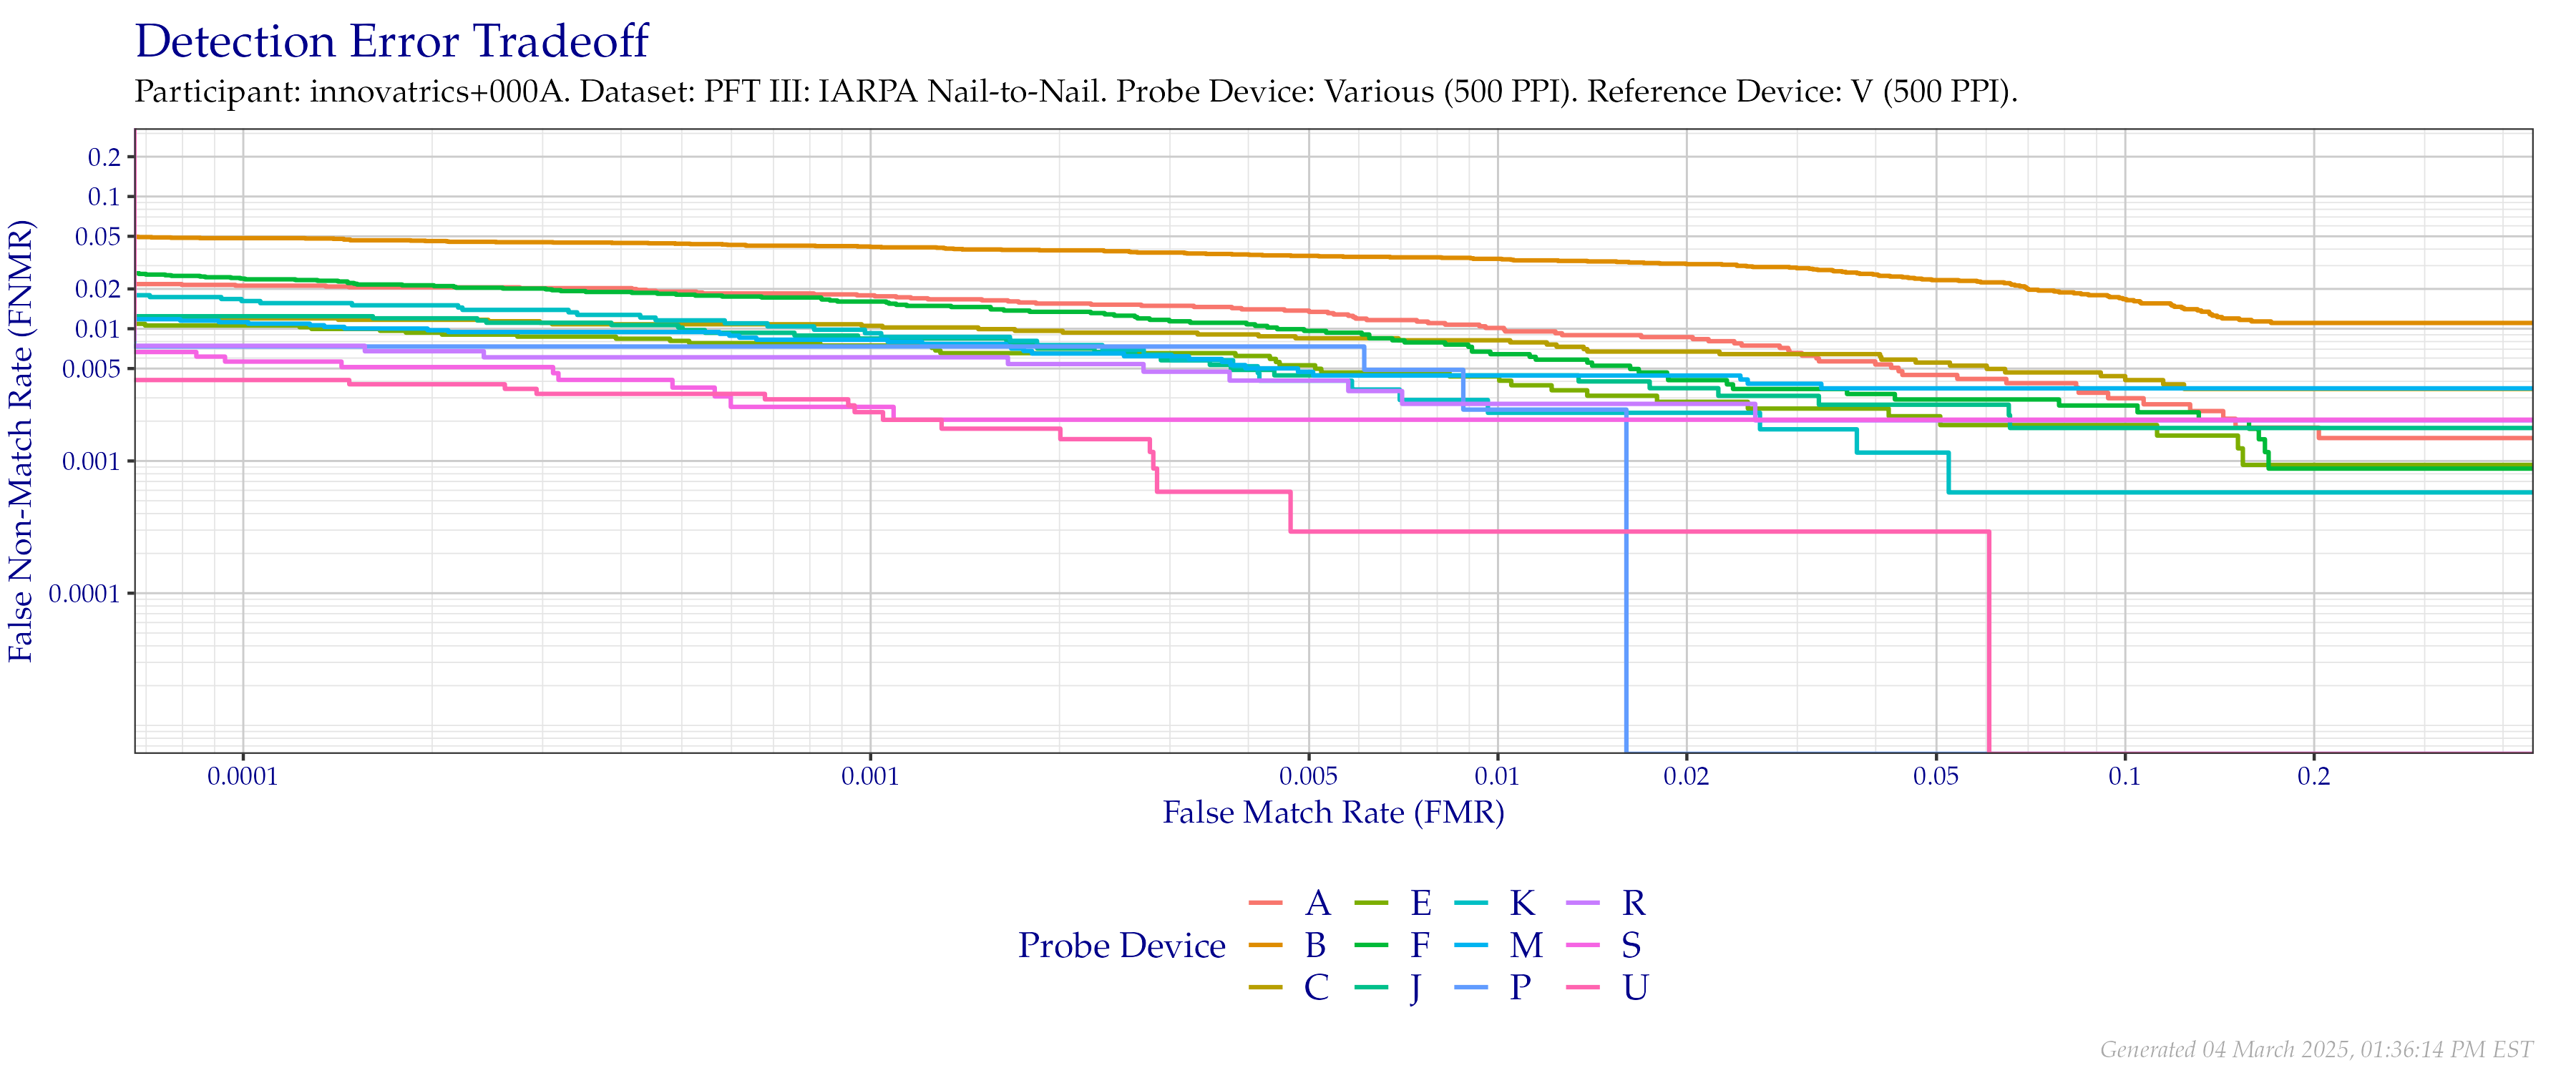 Detection Error Tradeoff
Participant: innovatrics+000A. Dataset: PFT III: IARPA Nail-to-Nail. Probe Device: Various (500 PPI). Reference Device: V (500 PPI).
False Non-Match Rate (FNMR)
0.2
0.1
0.05
0.02
0.01
0.005
0.001
0.0001
0.0001 0.001 0.005 0.01 0.02 0.05 0.1 0.2
False Match Rate (FMR)
Probe Device
A E K R
B F M S
C J P U
Generated 04 March 2025, 01:36:14 PM EST